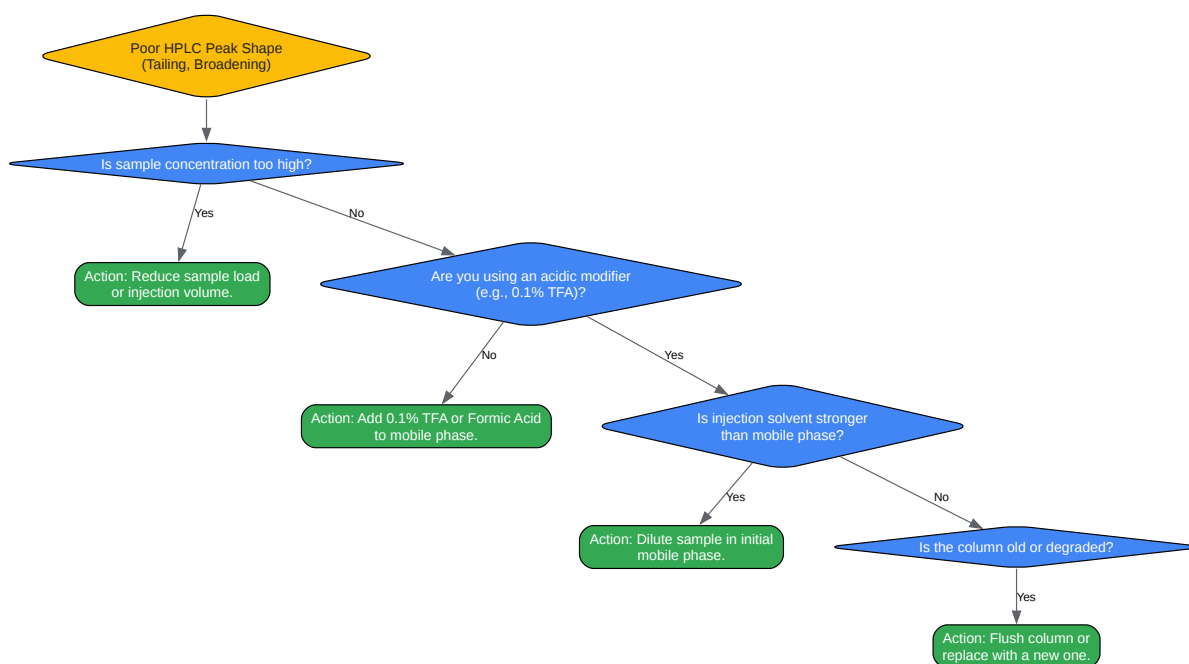 Poor HPLC Peak Shape
(Tailing, Broadening)
Is sample concentration too high?
Yes
No
Action: Reduce sample load
or injection volume.
Are you using an acidic modifier
(e.g., 0.1% TFA)?
No
Yes
Action: Add 0.1% TFA or Formic Acid
to mobile phase.
Is injection solvent stronger
than mobile phase?
Yes
No
Action: Dilute sample in initial
mobile phase.
Is the column old or degraded?
Yes
Action: Flush column or
replace with a new one.